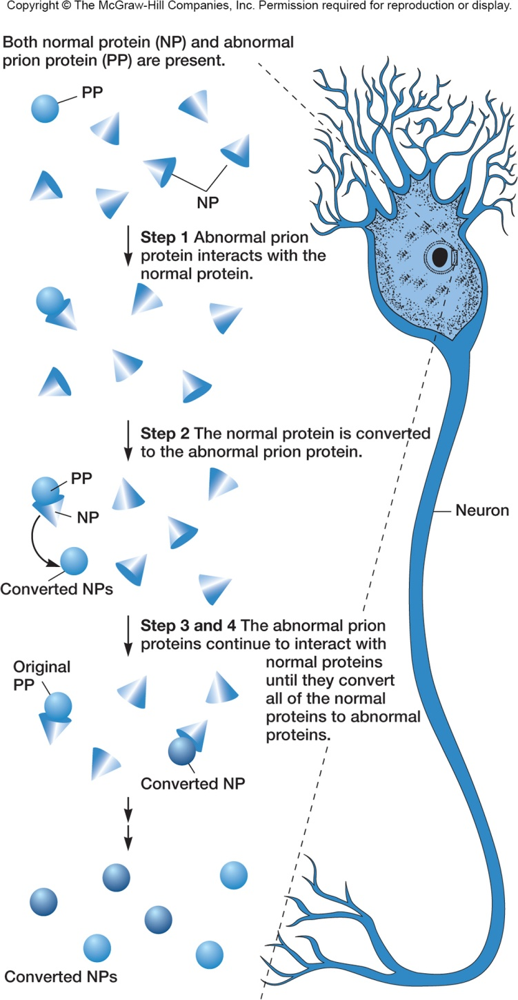 Copyright © The McGraw-Hill Companies, Inc. Permission required for reproduction or display.
Both normal protein (NP) and abnormal
prion protein (PP) are present.
PP
NP
Step 1 Abnormal prion
protein interacts with the
normal protein.
Step 2 The normal protein is converted
to the abnormal prion protein.
PP
NP
Neuron
Converted NPs
Step 3 and 4 The abnormal prion
proteins continue to interact with
normal proteins
until they convert
all of the normal
proteins to abnormal
proteins.
Original
PP
Converted NP
Converted NPs